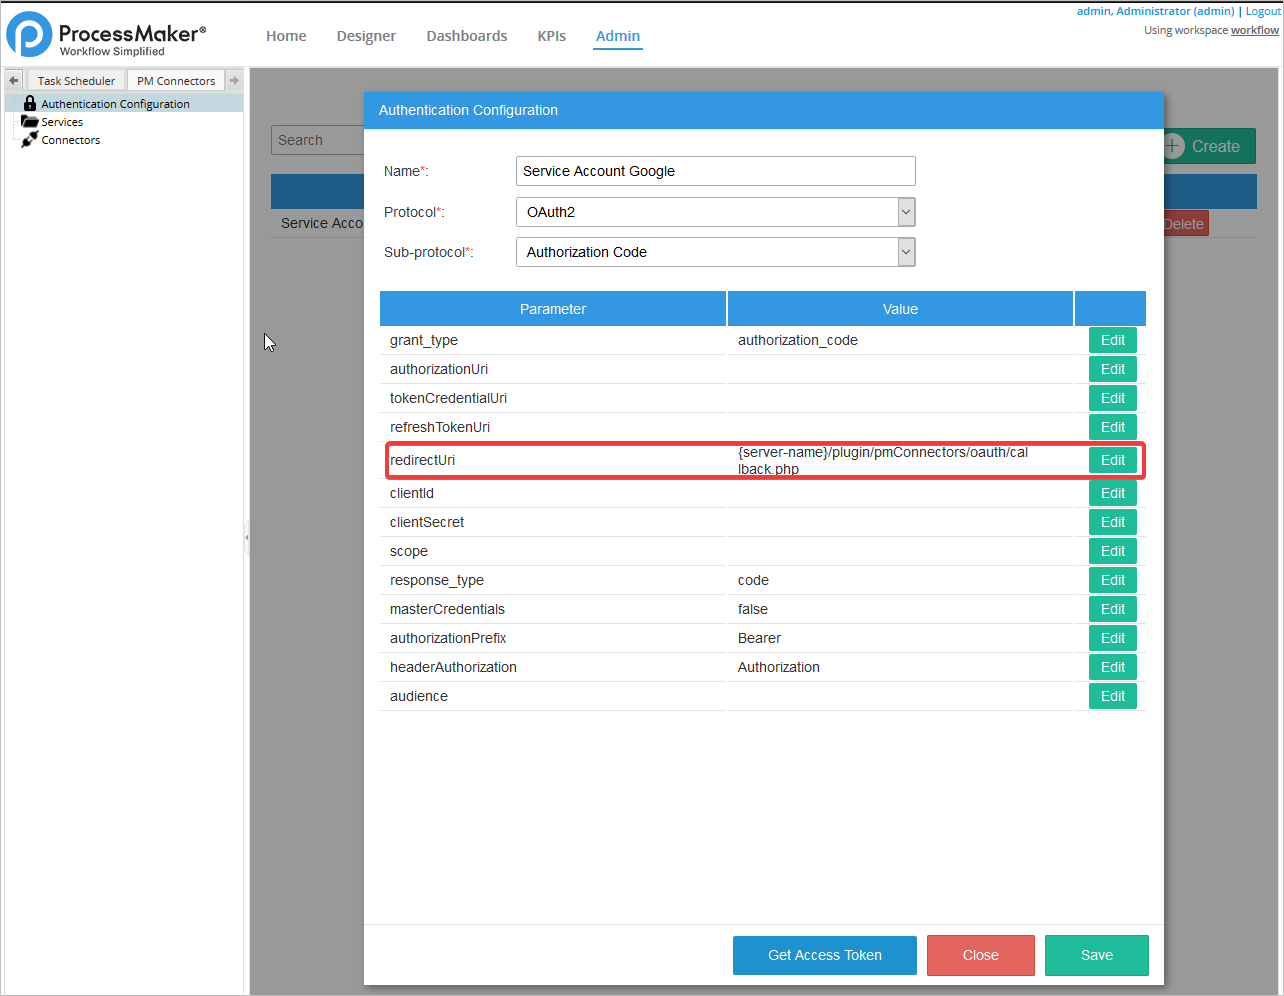 admin, Administrator (admin) | Logout
Using workspace workflow
ProcessMaker®
Workflow Simplified
Home Designer Dashboards KPIs Admin
Task Scheduler PM Connectors
Authentication Configuration
Services
Connectors
Search
Create
Service Acco
Delete
Authentication Configuration
Name*: Service Account Google
Protocol*: OAuth2
Sub-protocol*: Authorization Code
Parameter Value
grant_type authorization_code Edit
authorizationUri Edit
tokenCredentialUri Edit
refreshTokenUri Edit
redirectUri {server-name}/plugin/pmConnectors/oauth/cal
lback.php Edit
clientId Edit
clientSecret Edit
scope Edit
response_type code Edit
masterCredentials false Edit
authorizationPrefix Bearer Edit
headerAuthorization Authorization Edit
audience Edit
Get Access Token Close Save